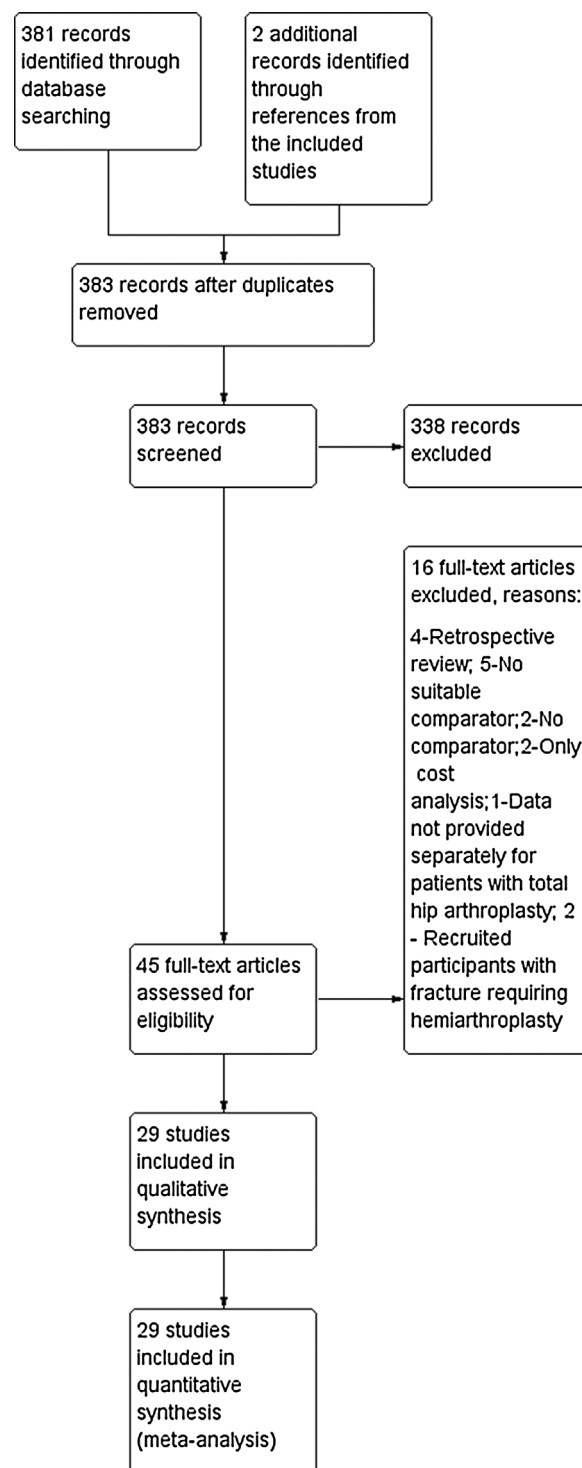 381 records
identified through
database
searching
2 additional
records identified
through
references from
the included
studies
383 records after duplicates
removed
383 records
screened
338 records
excluded
16 full-text articles
excluded, reasons:
4-Retrospective
review; 5-No
suitable
comparator;2-No
comparator;2-Only
cost
analysis;1-Data
not provided
separately for
patients with total
hip arthroplasty; 2
- Recruited
participants with
fracture requiring
hemiarthroplasty
45 full-text articles
assessed for
eligibility
29 studies
included in
qualitative
synthesis
29 studies
included in
quantitative
synthesis
(meta-analysis)